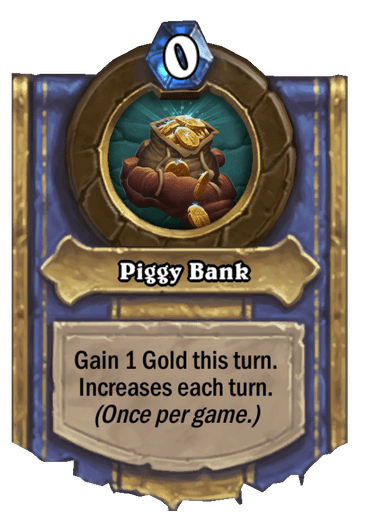 0
Piggy Bank
Gain 1 Gold this turn.
Increases each turn.
(Once per game.)